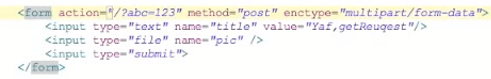 <form action="/?abc=123" method="post" enctype="multipart/form-data">
<input type="text" name="title" value="Yaf,getReuqest"/>
<input type="file" name="pic" />
<input type="submit">
</form>